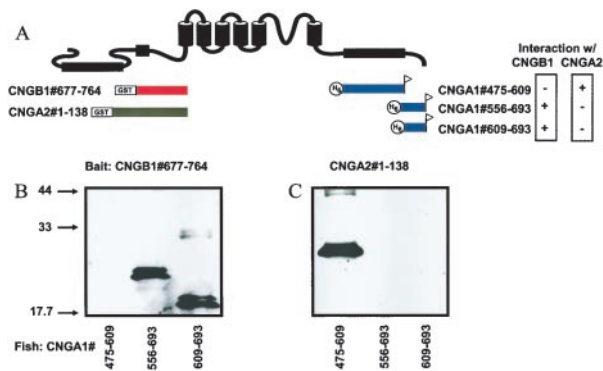 A
Interaction w/
CNGB1 CNGA2
CNGB1#677-764 GST
CNGA2#1-138 GST
H6 CNGA1#475-609 - +
H6 CNGA1#556-693 + -
H6 CNGA1#609-693 + -
Bait: CNGB1#677-764 CNGA2#1-138
B C
44
33
17.7
Fish: CNGA1# 475-609 556-693 609-693 475-609 556-693 609-693